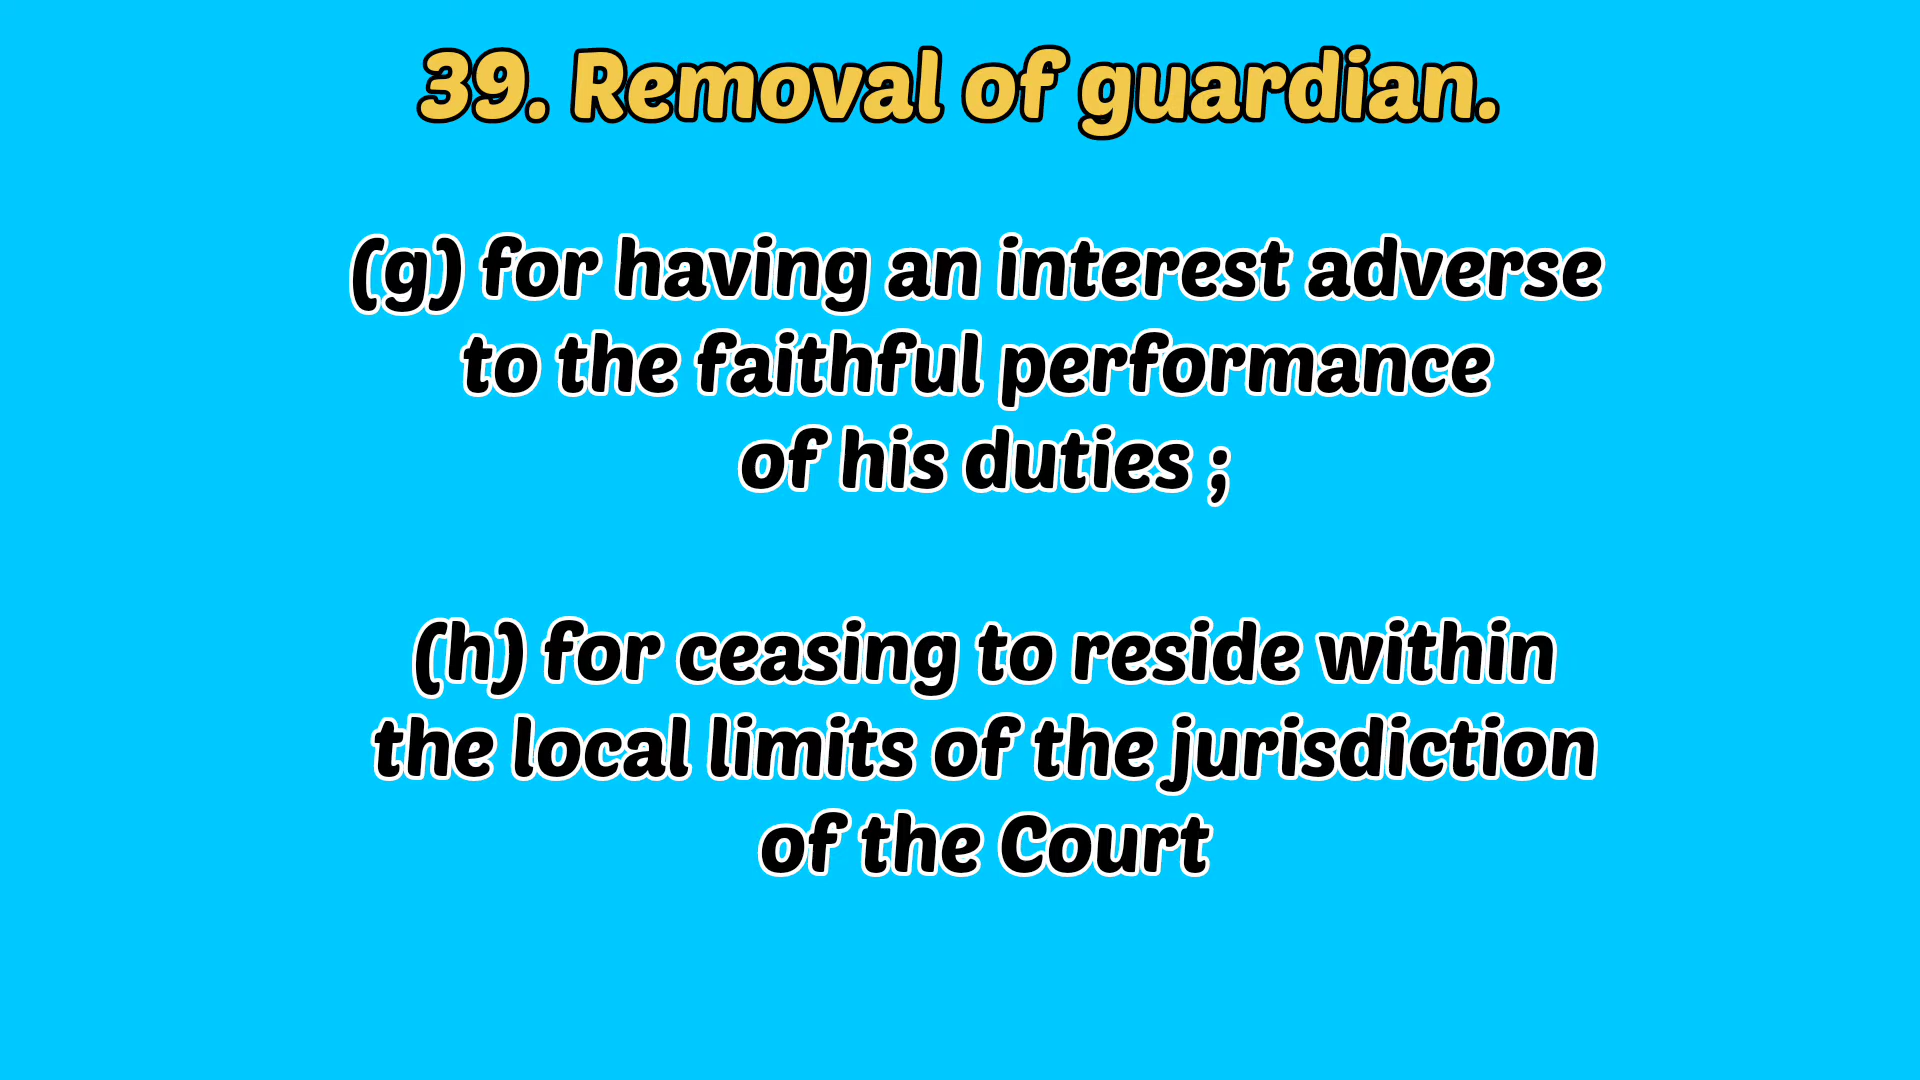 39. Removal of guardian.
(g) for having an interest adverse
to the faithful performance
of his duties ;
(h) for ceasing to reside within
the local limits of the jurisdiction
of the Court